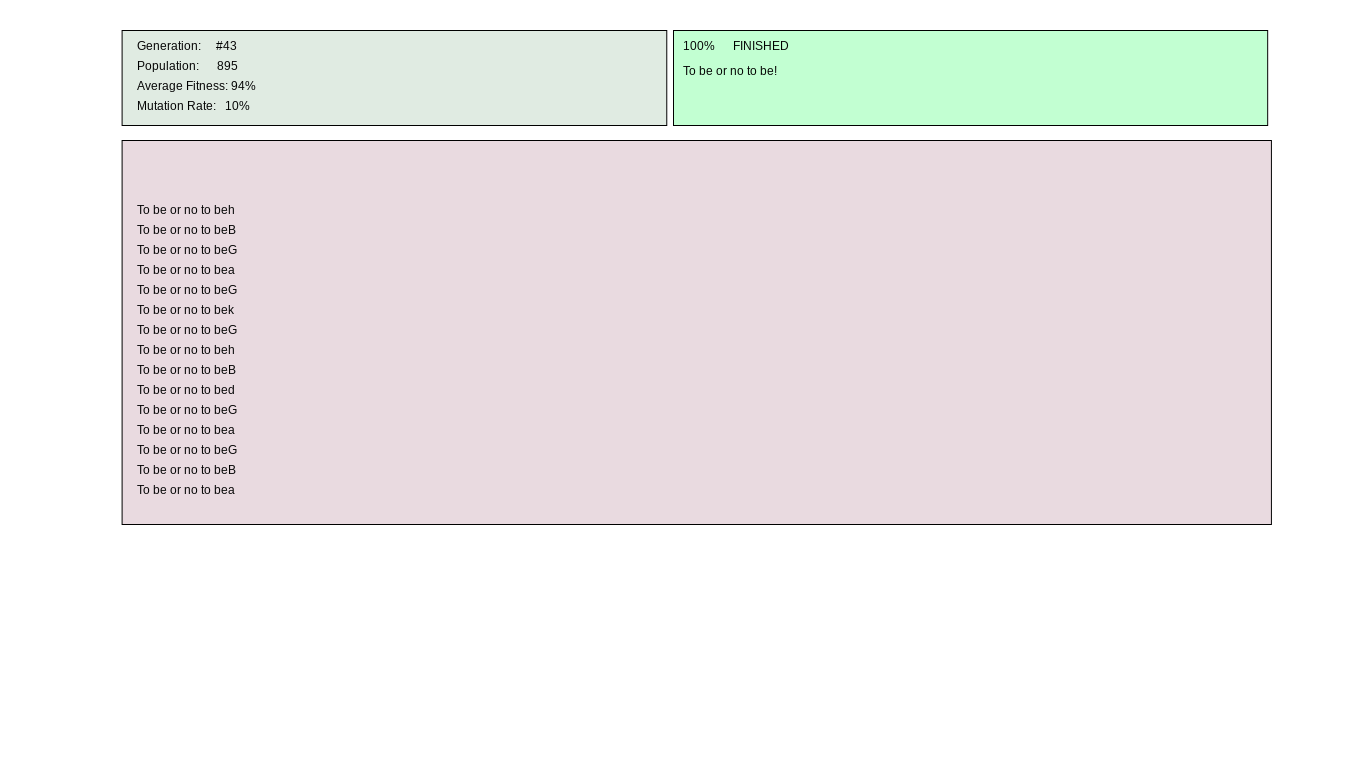 Generation: #43
Population: 895
Average Fitness: 94%
Mutation Rate: 10%
100% FINISHED
To be or no to be!
To be or no to beh
To be or no to beB
To be or no to beG
To be or no to bea
To be or no to beG
To be or no to bek
To be or no to beG
To be or no to beh
To be or no to beB
To be or no to bed
To be or no to beG
To be or no to bea
To be or no to beG
To be or no to beB
To be or no to bea